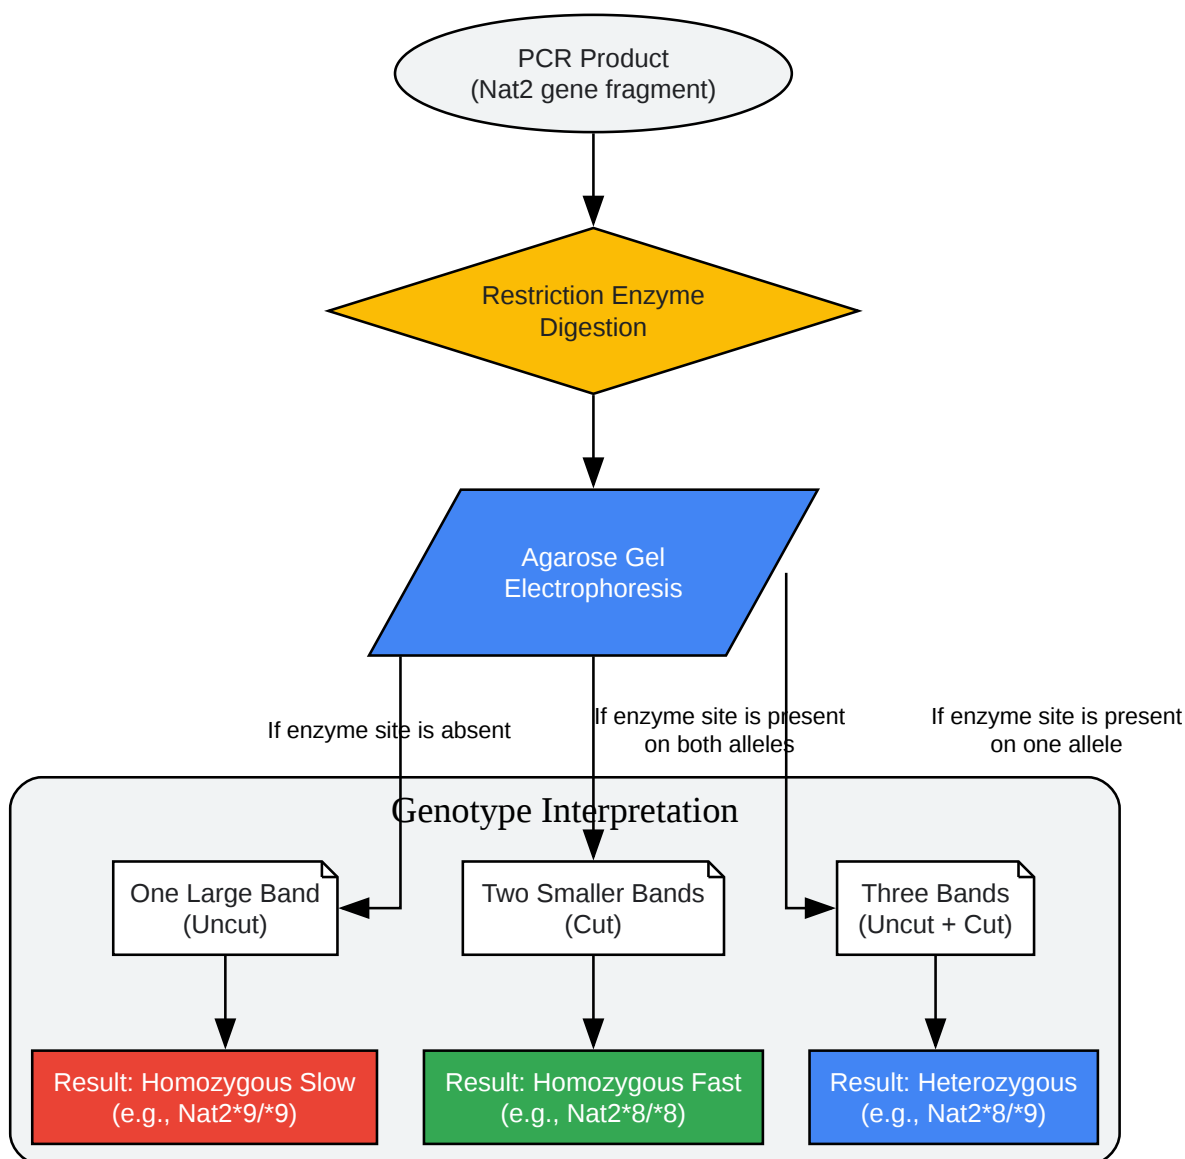 PCR Product
(Nat2 gene fragment)
Restriction Enzyme
Digestion
Agarose Gel
Electrophoresis
If enzyme site is absent
If enzyme site is present
on both alleles
If enzyme site is present
on one allele
Genotype Interpretation
One Large Band
(Uncut)
Two Smaller Bands
(Cut)
Three Bands
(Uncut + Cut)
Result: Homozygous Slow
(e.g., Nat2*9/*9)
Result: Homozygous Fast
(e.g., Nat2*8/*8)
Result: Heterozygous
(e.g., Nat2*8/*9)